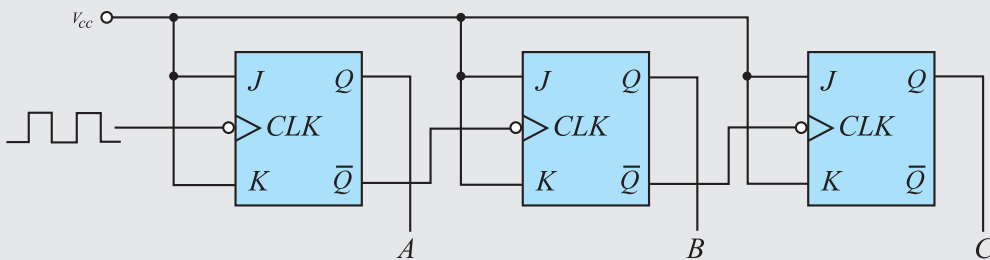 Vcc
J Q J Q J Q
CLK CLK CLK
K Q̅ K Q̅ K Q̅
A B C